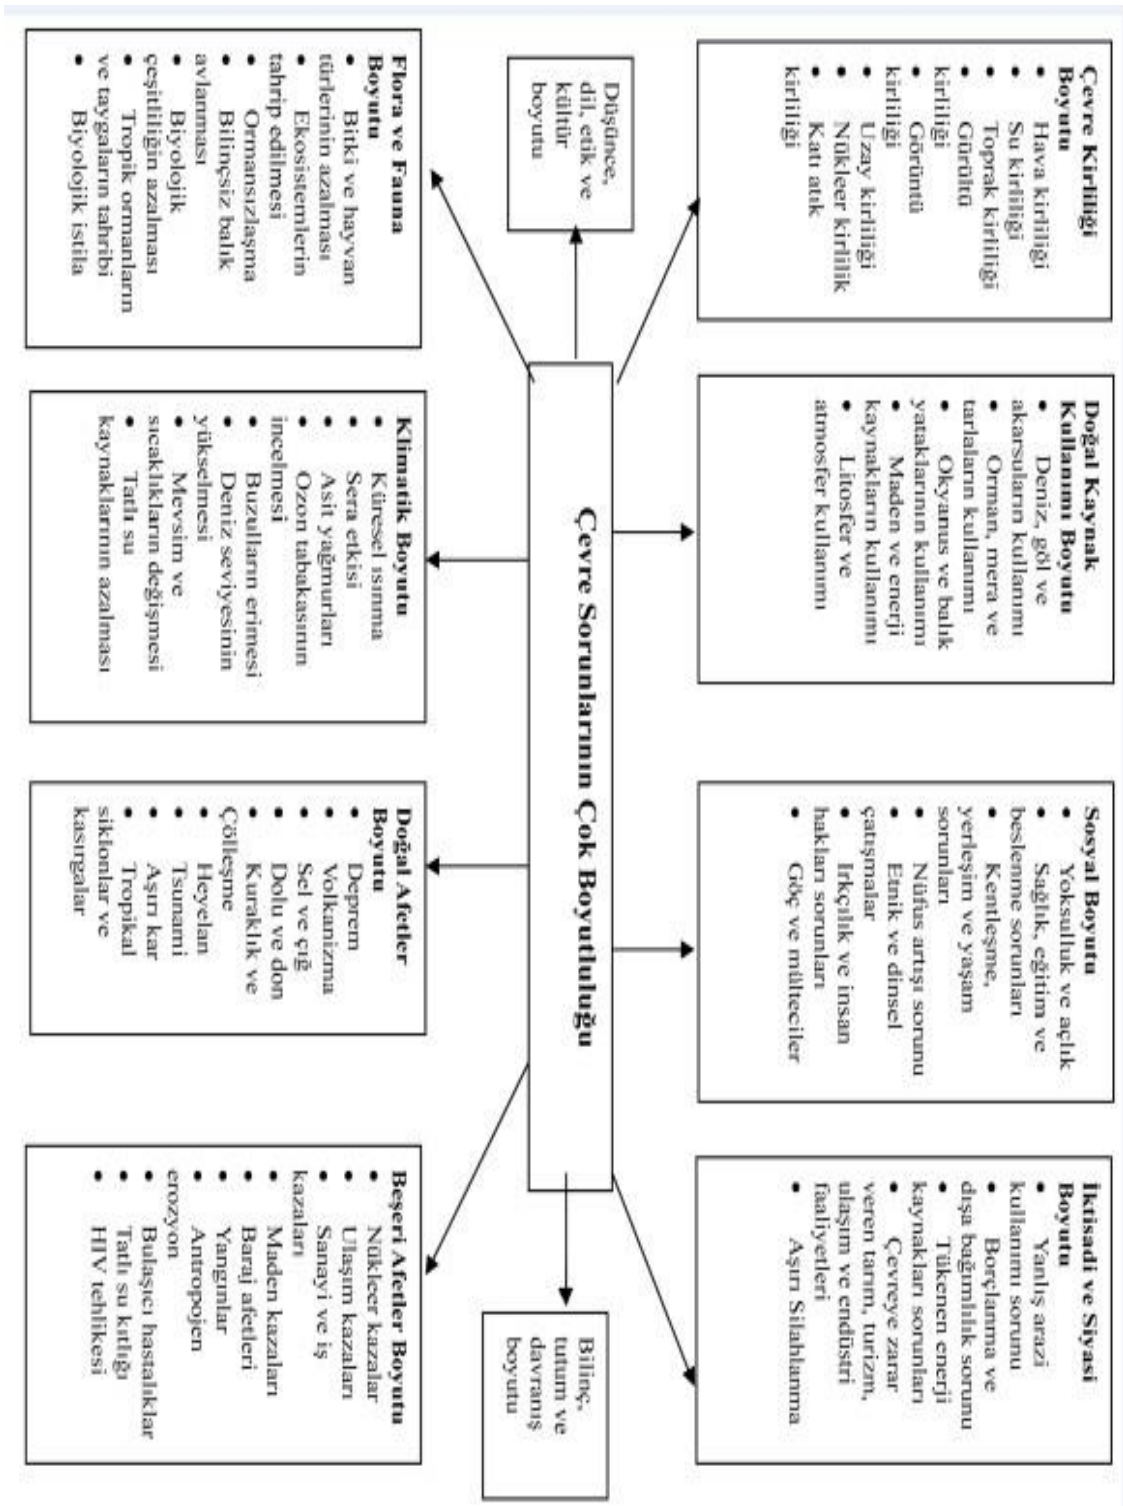 Çevre Kirliliği
Boyutu
• Hava kirliliği
• Su kirliliği
• Toprak kirliliği
• Gürültü
kirliliği
• Görüntü
kirliliği
• Uzay kirliliği
• Nükleer kirlilik
• Katı atık
kirliliği
Doğal Kaynak
Kullanımı Boyutu
• Deniz, göl ve
akarsuların kullanımı
• Orman, mera ve
tarlaların kullanımı
• Okyanus ve balık
yataklarının kullanımı
• Maden ve enerji
kaynakların kullanımı
• Litosfer ve
atmosfer kullanımı
Sosyal Boyutu
• Yoksulluk ve açlık
• Sağlık, eğitim ve
beslenme sorunları
• Kentleşme,
yerleşim ve yaşam
sorunları
• Nüfus artışı sorunu
• Etnik ve dinsel
çatışmalar
• Irkçılık ve insan
hakları sorunları
• Göç ve mülteciler
İktisadi ve Siyasi
Boyutu
• Yanlış arazi
kullanımı sorunu
• Borçlanma ve
dışa bağımlılık sorunu
• Tükenen enerji
kaynakları sorunları
• Çevreye zarar
veren tarım, turizm,
ulaşım ve endüstri
faaliyetleri
• Aşırı Silahlanma
Düşünce,
dil, etik ve
kültür
boyutu
Çevre Sorunlarının Çok Boyutluluğu
Bilinç,
tutum ve
davranış
boyutu
Flora ve Fauna
Boyutu
• Bitki ve hayvan
türlerinin azalması
• Ekosistemlerin
tahrip edilmesi
• Ormansızlaşma
• Bilinçsiz balık
avlanması
• Biyolojik
çeşitliliğin azalması
• Tropik ormanların
ve taygaların tahribi
• Biyolojik istila
Klimatik Boyutu
• Küresel ısınma
• Sera etkisi
• Asit yağmurları
• Ozon tabakasının
incelmesi
• Buzulların erimesi
• Deniz seviyesinin
yükselmesi
• Mevsim ve
sıcaklıkların değişmesi
• Tatlı su
kaynaklarının azalması
Doğal Afetler
Boyutu
• Deprem
• Volkanizma
• Sel ve çığ
• Dolu ve don
• Kuraklık ve
Çölleşme
• Heyelan
• Tsunami
• Aşırı kar
• Tropikal
siklonlar ve
kasırgalar
Beşeri Afetler Boyutu
• Nükleer kazalar
• Ulaşım kazaları
• Sanayi ve iş
kazaları
• Maden kazaları
• Baraj afetleri
• Yangınlar
• Antropojen
erozyon
• Bulaşıcı hastalıklar
• Tatlı su kıtlığı
• HIV tehlikesi